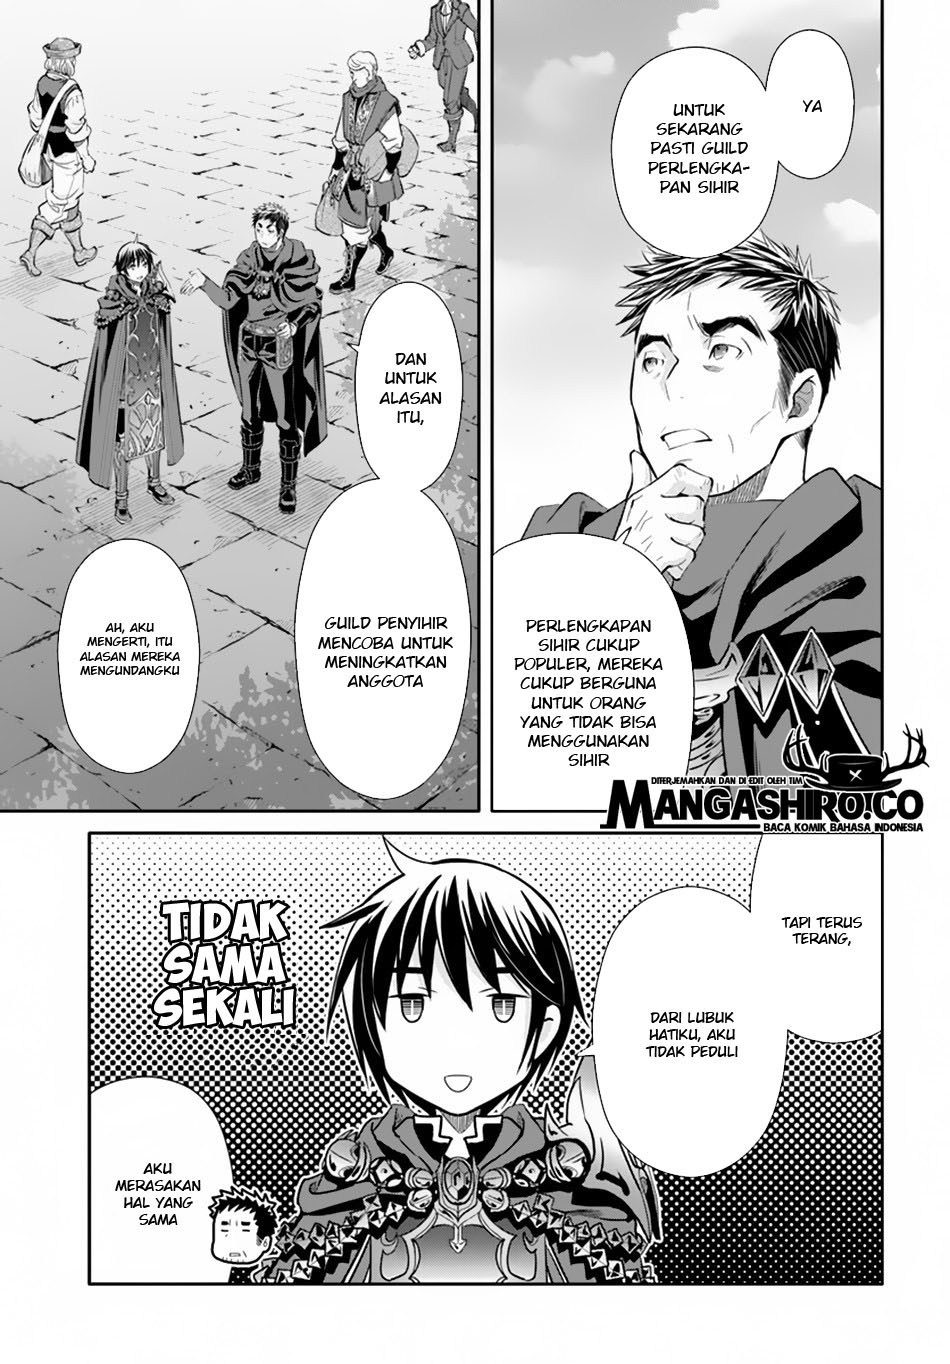 YA
UNTUK
SEKARANG
PASTI GUILD
PERLENGKA-
PAN SIHIR
PERLENGKAPAN
SIHIR CUKUP
POPULER, MEREKA
CUKUP BERGUNA
UNTUK ORANG
YANG TIDAK BISA
MENGGUNAKAN
SIHIR
DAN
UNTUK
ALASAN
ITU,
GUILD PENYIHIR
MENCOBA UNTUK
MENINGKATKAN
ANGGOTA
AH, AKU
MENGERTI, ITU
ALASAN MEREKA
MENGUNDANGKU
DITERJEMAHKAN DAN DI EDIT OLEH TIM
MANGASHIRO.CO
BACA KOMIK BAHASA INDONESIA
TAPI TERUS
TERANG,
DARI LUBUK
HATIKU, AKU
TIDAK PEDULI
TIDAK
SAMA
SEKALI
AKU
MERASAKAN
HAL YANG
SAMA